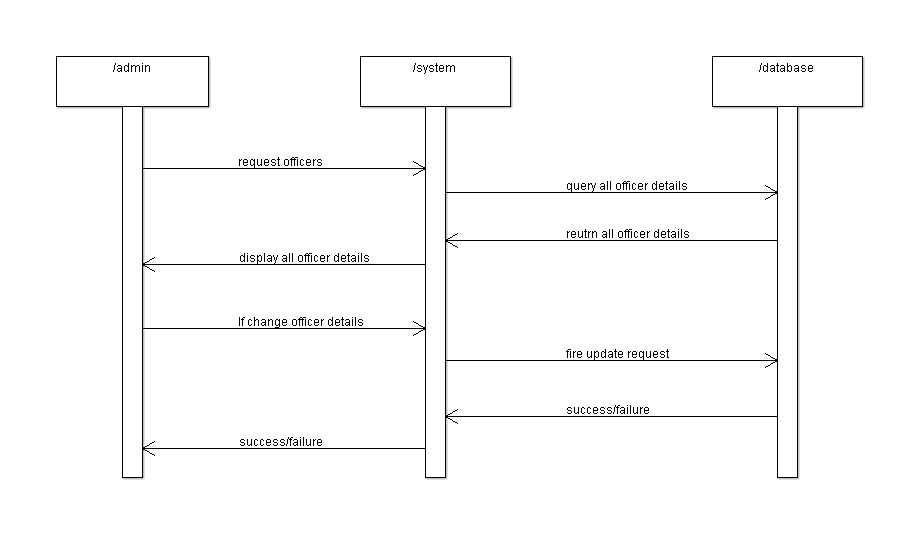 /admin
/system
/database
request officers
query all officer details
reutrn all officer details
display all officer details
If change officer details
fire update request
success/failure
success/failure